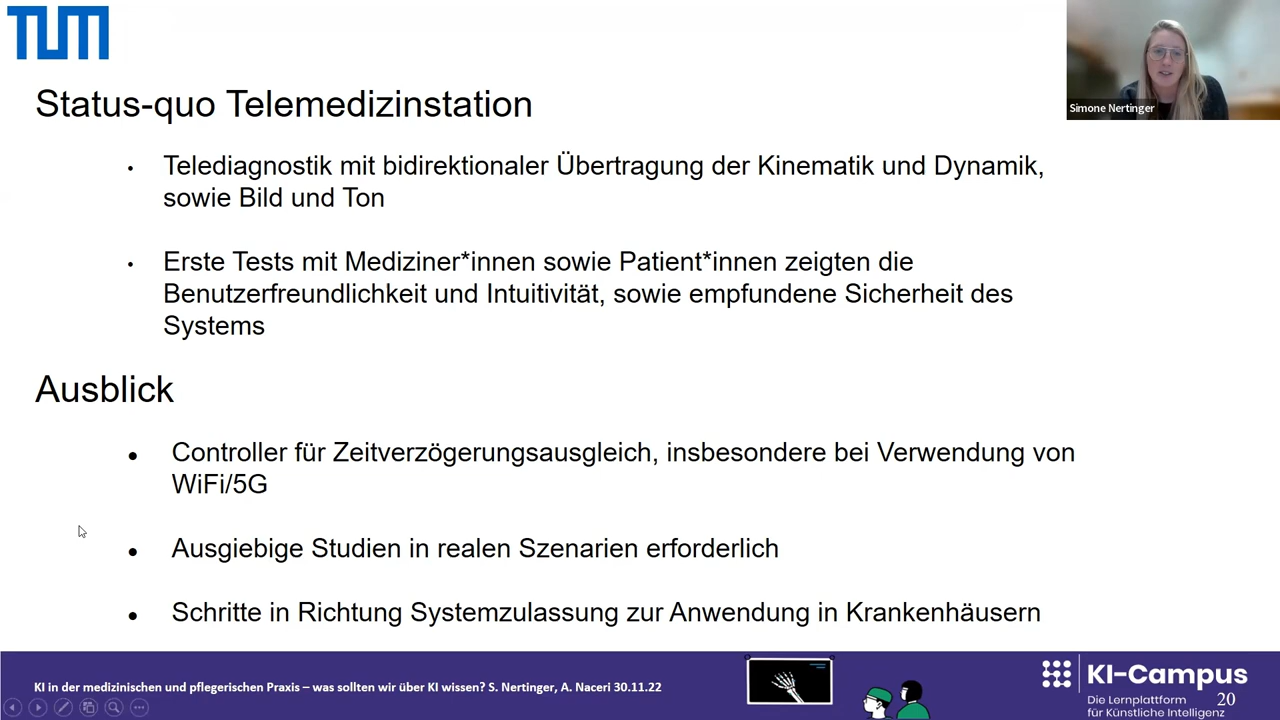 TUM
Simone Nertinger
Status-quo Telemedizinstation
• Telediagnostik mit bidirektionaler Übertragung der Kinematik und Dynamik,
sowie Bild und Ton
• Erste Tests mit Mediziner*innen sowie Patient*innen zeigten die
Benutzerfreundlichkeit und Intuitivität, sowie empfundene Sicherheit des
Systems
Ausblick
• Controller für Zeitverzögerungsausgleich, insbesondere bei Verwendung von
WiFi/5G
• Ausgiebige Studien in realen Szenarien erforderlich
• Schritte in Richtung Systemzulassung zur Anwendung in Krankenhäusern
KI in der medizinischen und pflegerischen Praxis – was sollten wir über KI wissen? S. Nertinger, A. Naceri 30.11.22
KI-Campus
Die Lernplattform
für Künstliche Intelligenz
20